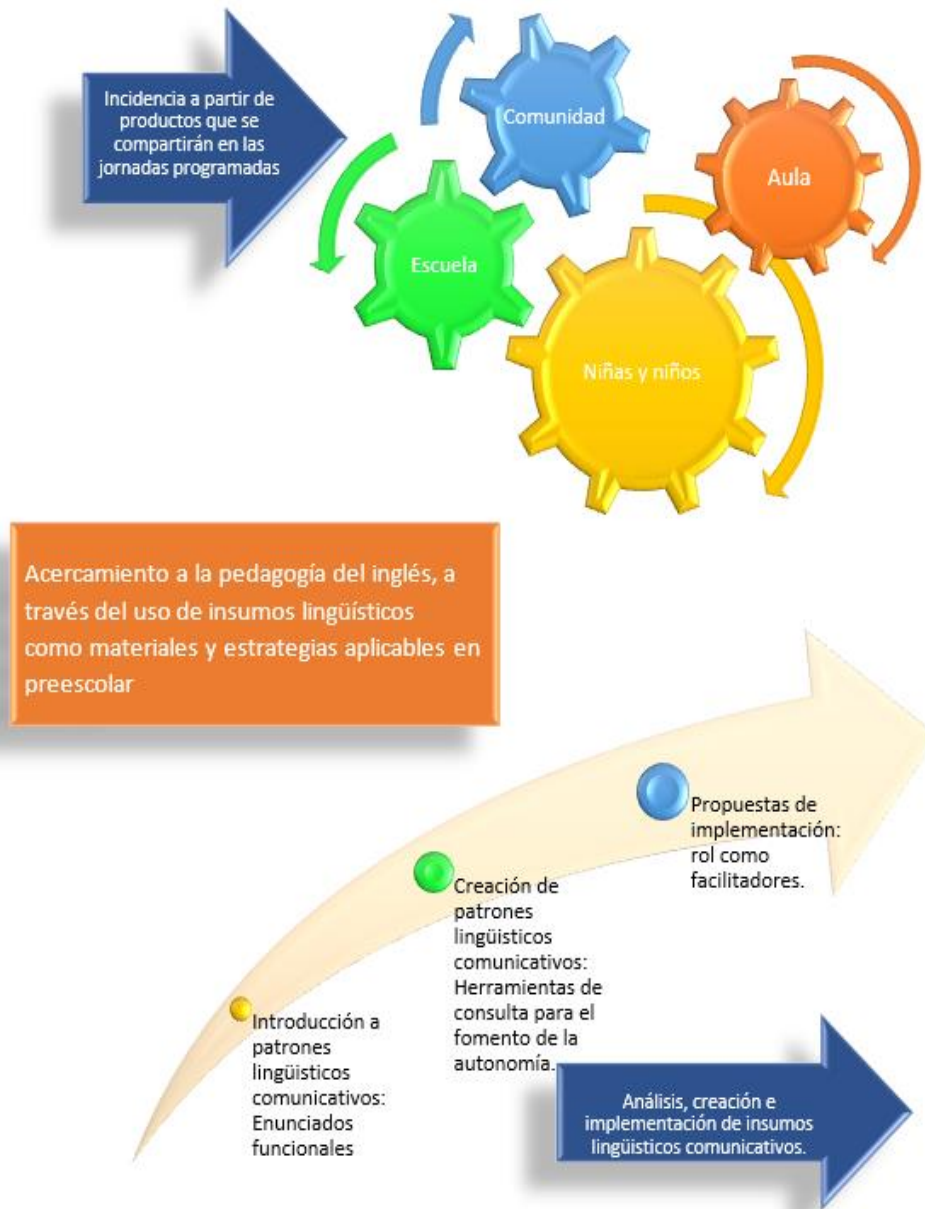 Incidencia a partir de
productos que se
compartirán en las
jornadas programadas
Comunidad
Aula
Escuela
Niñas y niños
Acercamiento a la pedagogía del inglés, a
través del uso de insumos lingüísticos
como materiales y estrategias aplicables en
preescolar
Propuestas de
implementación:
rol como
facilitadores.
Creación de
patrones
lingüisticos
comunicativos:
Herramientas de
consulta para el
fomento de la
autonomía.
Introducción a
patrones
lingüisticos
comunicativos:
Enunciados
funcionales
Análisis, creación e
implementación de insumos
lingüisticos comunicativos.